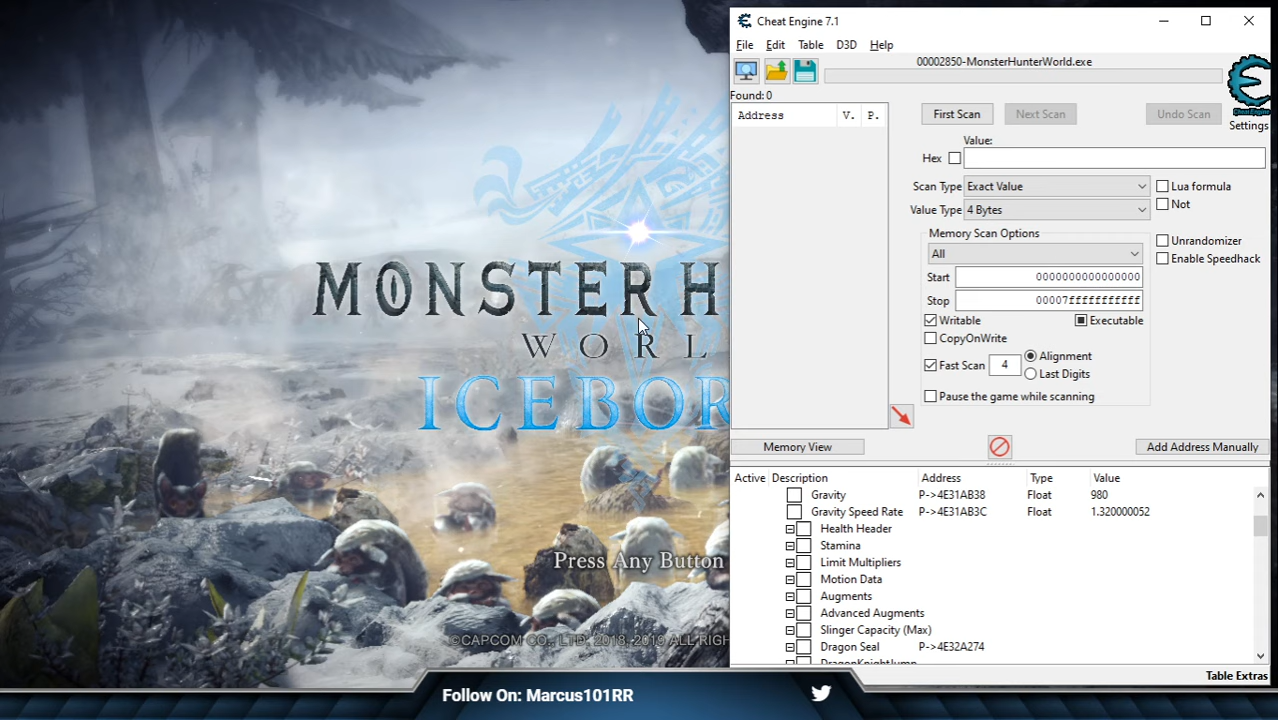 Cheat Engine 7.1
File Edit Table D3D Help
00002850-MonsterHunterWorld.exe
Found: 0
Address V. P.
First Scan Next Scan Undo Scan
Cheat Engine
Settings
Value:
Hex
Scan Type Exact Value Lua formula
Not
Value Type 4 Bytes
Memory Scan Options
All
Unrandomizer
Enable Speedhack
Start 0000000000000000
Stop 00007fffffffffff
Writable Executable
CopyOnWrite
Fast Scan 4 Alignment
Last Digits
Pause the game while scanning
Memory View Add Address Manually
Active Description Address Type Value
Gravity P->4E31AB38 Float 980
Gravity Speed Rate P->4E31AB3C Float 1.320000052
Health Header
Stamina
Limit Multipliers
Motion Data
Augments
Advanced Augments
Slinger Capacity (Max)
Dragon Seal P->4E32A274
DragonKnightJump
Table Extras
MONSTER H
WORL
ICEBOR
Press Any Button
©CAPCOM CO., LTD. 2018, 2019 ALL RIGH
Follow On: Marcus101RR